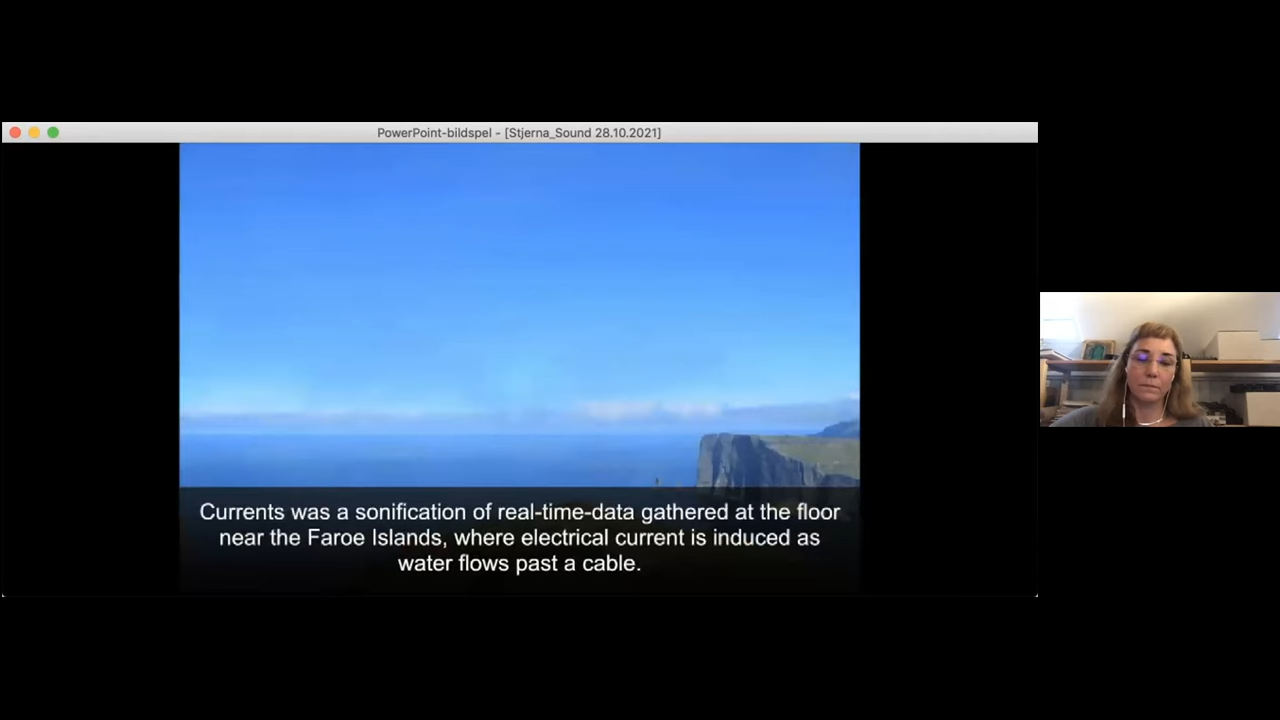 PowerPoint-bildspel - [Stjerna_Sound 28.10.2021]
Currents was a sonification of real-time-data gathered at the floor
near the Faroe Islands, where electrical current is induced as
water flows past a cable.